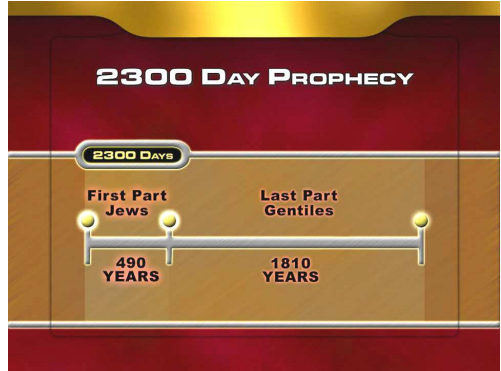 2300 DAY PROPHECY
2300 DAYS
First Part
Jews
Last Part
Gentiles
490
YEARS
1810
YEARS